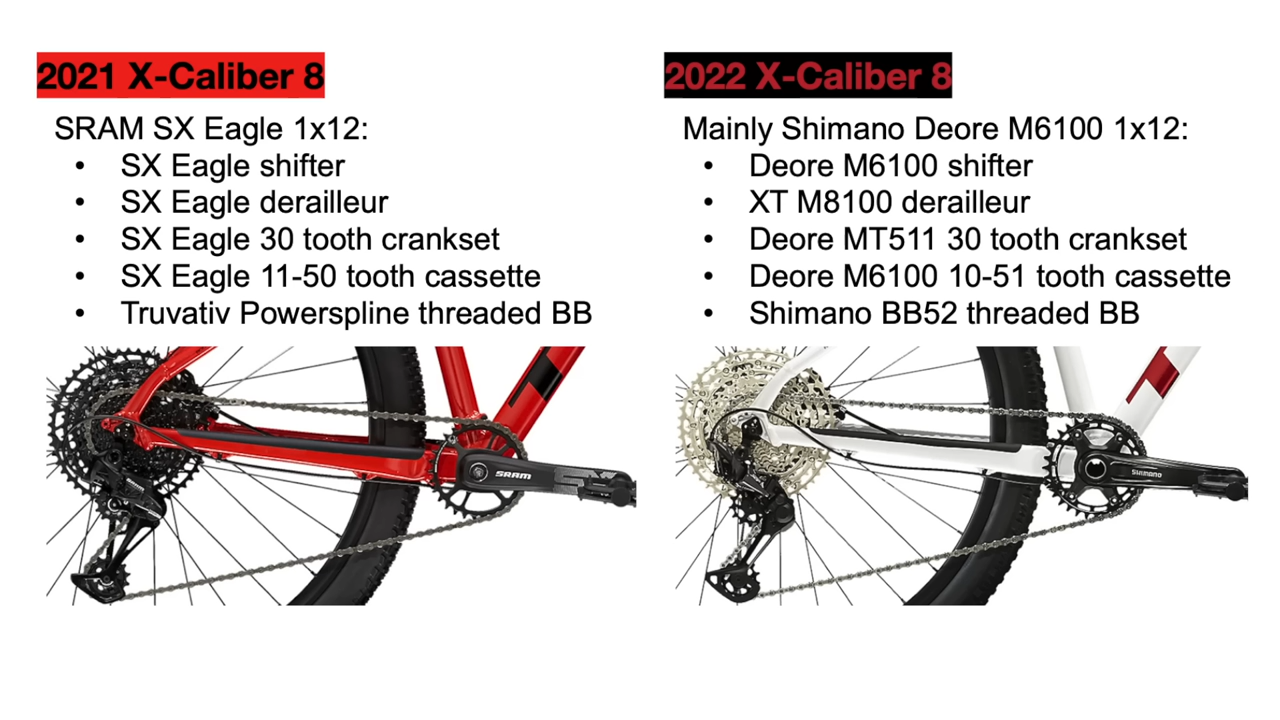 2021 X-Caliber 8
SRAM SX Eagle 1x12:
• SX Eagle shifter
• SX Eagle derailleur
• SX Eagle 30 tooth crankset
• SX Eagle 11-50 tooth cassette
• Truvativ Powerspline threaded BB
SRAM
2022 X-Caliber 8
Mainly Shimano Deore M6100 1x12:
• Deore M6100 shifter
• XT M8100 derailleur
• Deore MT511 30 tooth crankset
• Deore M6100 10-51 tooth cassette
• Shimano BB52 threaded BB
SHIMANO